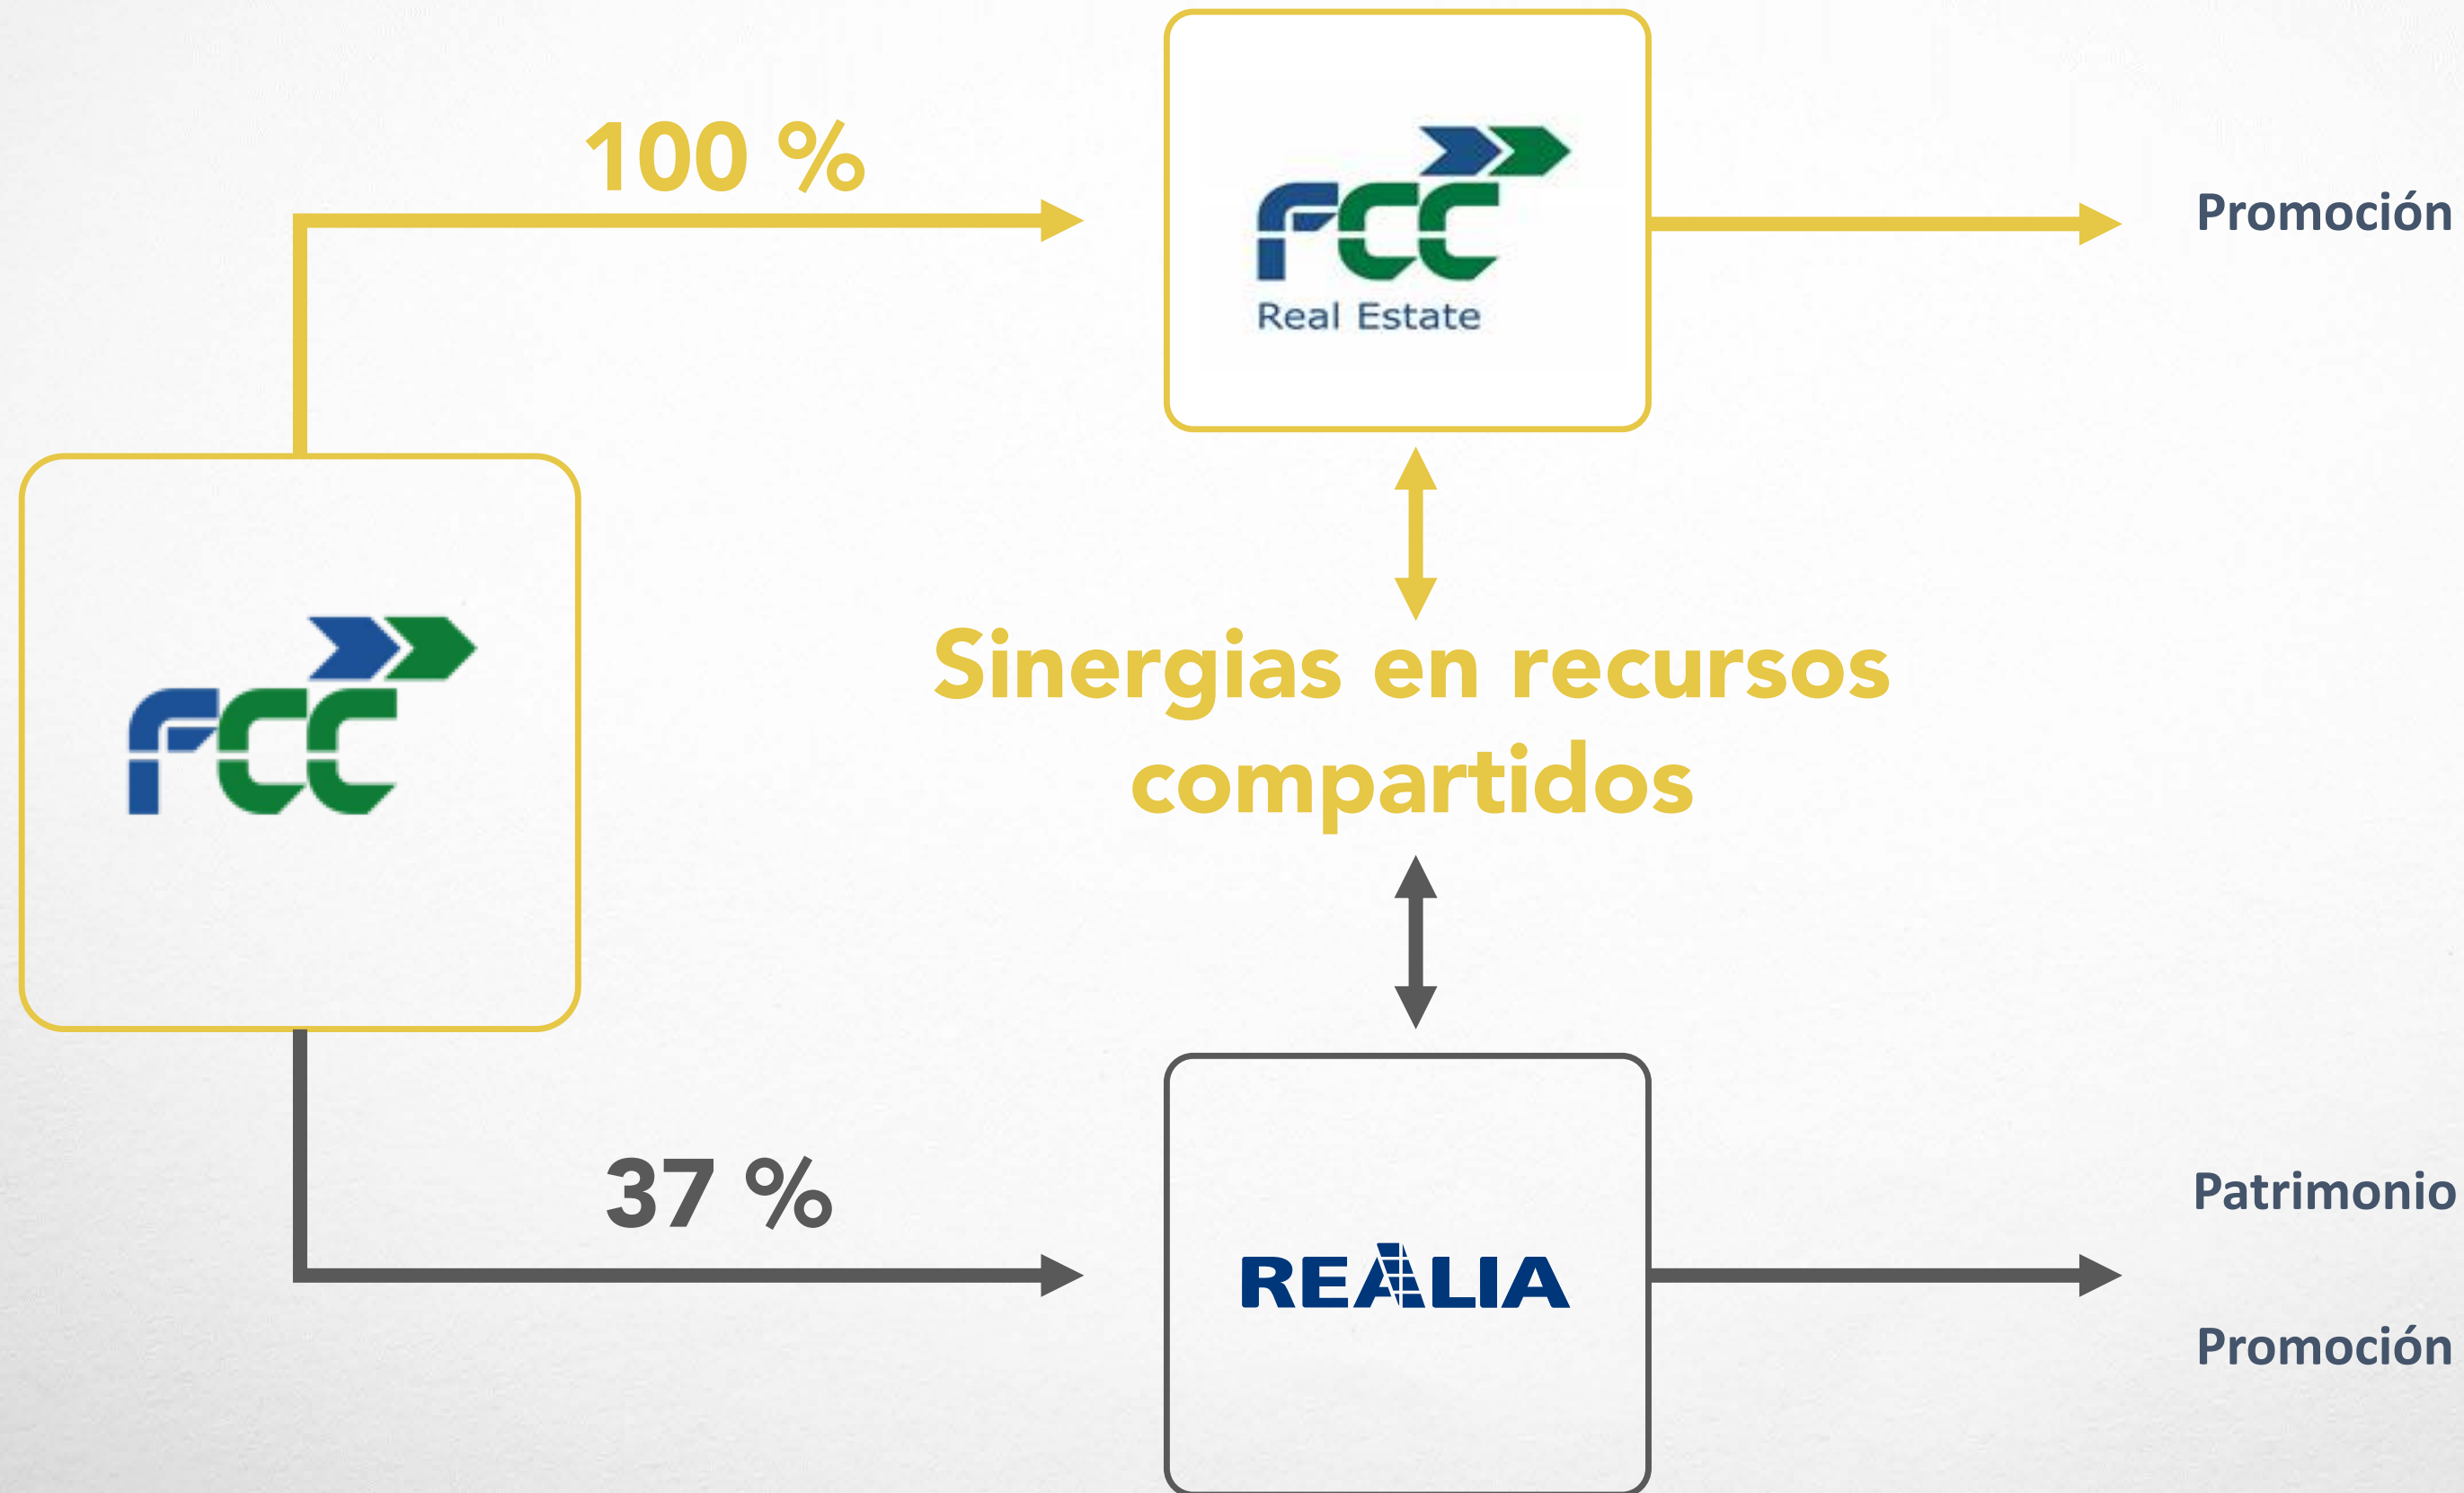 100 %
FCC
Real Estate
Promoción
FCC
Sinergias en recursos
compartidos
37 %
REALIA
Patrimonio
Promoción